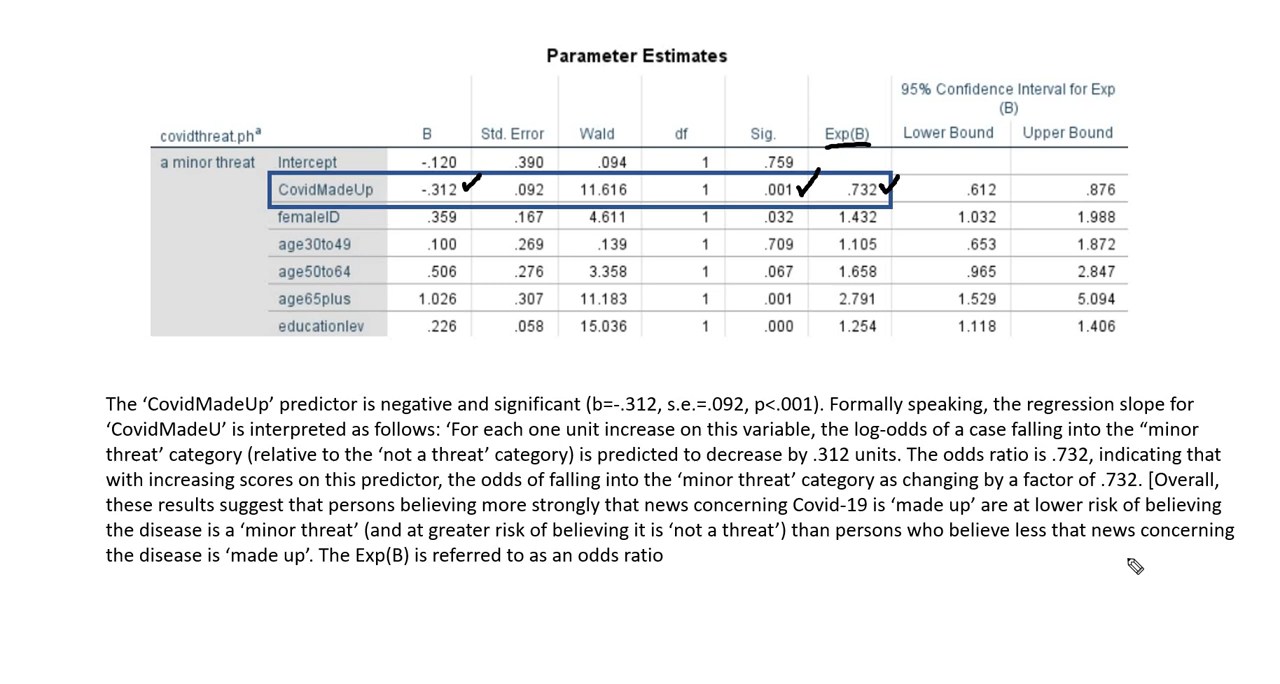 Parameter Estimates
95% Confidence Interval for Exp
(B)
covidthreat.phᵃ B Std. Error Wald df Sig. Exp(B) Lower Bound Upper Bound
a minor threat Intercept -.120 .390 .094 1 .759
CovidMadeUp -.312 .092 11.616 1 .001 .732 .612 .876
femaleID .359 .167 4.611 1 .032 1.432 1.032 1.988
age30to49 .100 .269 .139 1 .709 1.105 .653 1.872
age50to64 .506 .276 3.358 1 .067 1.658 .965 2.847
age65plus 1.026 .307 11.183 1 .001 2.791 1.529 5.094
educationlev .226 .058 15.036 1 .000 1.254 1.118 1.406
The ‘CovidMadeUp’ predictor is negative and significant (b=-.312, s.e.=.092, p<.001). Formally speaking, the regression slope for
‘CovidMadeU’ is interpreted as follows: ‘For each one unit increase on this variable, the log-odds of a case falling into the “minor
threat’ category (relative to the ‘not a threat’ category) is predicted to decrease by .312 units. The odds ratio is .732, indicating that
with increasing scores on this predictor, the odds of falling into the ‘minor threat’ category as changing by a factor of .732. [Overall,
these results suggest that persons believing more strongly that news concerning Covid-19 is ‘made up’ are at lower risk of believing
the disease is a ‘minor threat’ (and at greater risk of believing it is ‘not a threat’) than persons who believe less that news concerning
the disease is ‘made up’. The Exp(B) is referred to as an odds ratio